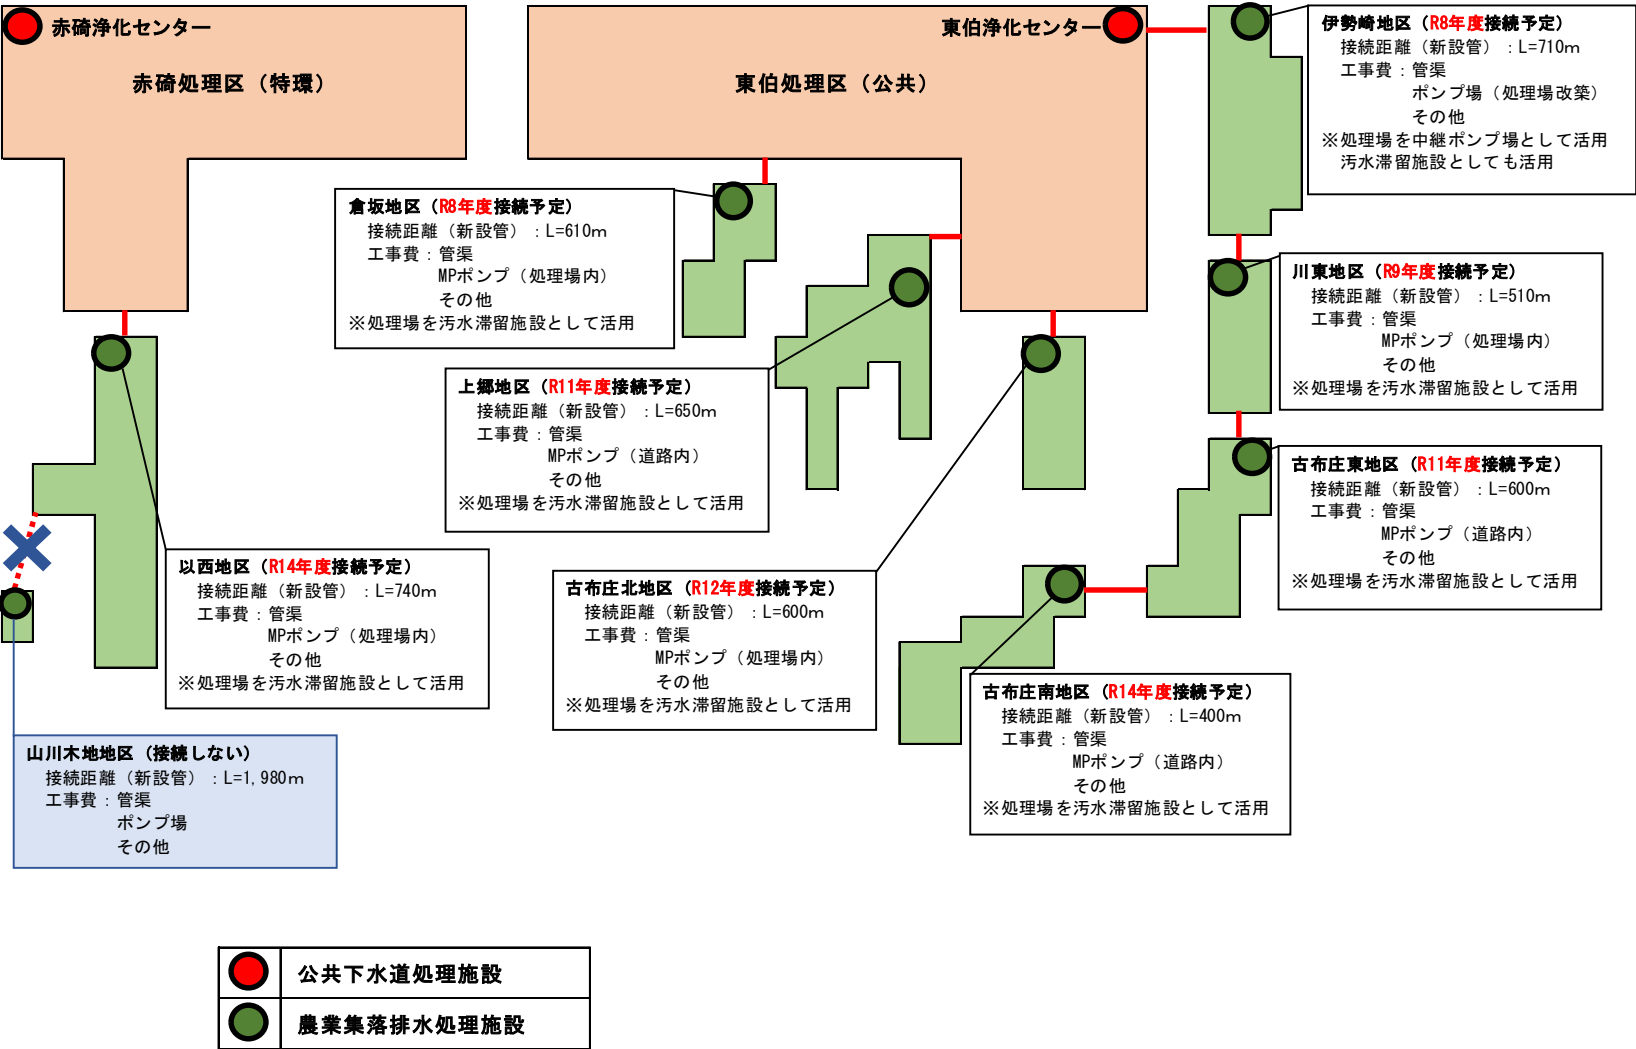 赤碕浄化センター
赤碕処理区（特環）
東伯浄化センター
東伯処理区（公共）
伊勢崎地区（R8年度接続予定）
接続距離（新設管）：L=710m
工事費：管渠
ポンプ場（処理場改築）
その他
※処理場を中継ポンプ場として活用
汚水滞留施設としても活用
倉坂地区（R8年度接続予定）
接続距離（新設管）：L=610m
工事費：管渠
MPポンプ（処理場内）
その他
※処理場を汚水滞留施設として活用
川東地区（R9年度接続予定）
接続距離（新設管）：L=510m
工事費：管渠
MPポンプ（処理場内）
その他
※処理場を汚水滞留施設として活用
上郷地区（R11年度接続予定）
接続距離（新設管）：L=650m
工事費：管渠
MPポンプ（道路内）
その他
※処理場を汚水滞留施設として活用
古布庄東地区（R11年度接続予定）
接続距離（新設管）：L=600m
工事費：管渠
MPポンプ（道路内）
その他
※処理場を汚水滞留施設として活用
以西地区（R14年度接続予定）
接続距離（新設管）：L=740m
工事費：管渠
MPポンプ（処理場内）
その他
※処理場を汚水滞留施設として活用
古布庄北地区（R12年度接続予定）
接続距離（新設管）：L=600m
工事費：管渠
MPポンプ（処理場内）
その他
※処理場を汚水滞留施設として活用
古布庄南地区（R14年度接続予定）
接続距離（新設管）：L=400m
工事費：管渠
MPポンプ（道路内）
その他
※処理場を汚水滞留施設として活用
山川木地地区（接続しない）
接続距離（新設管）：L=1,980m
工事費：管渠
ポンプ場
その他
公共下水道処理施設
農業集落排水処理施設